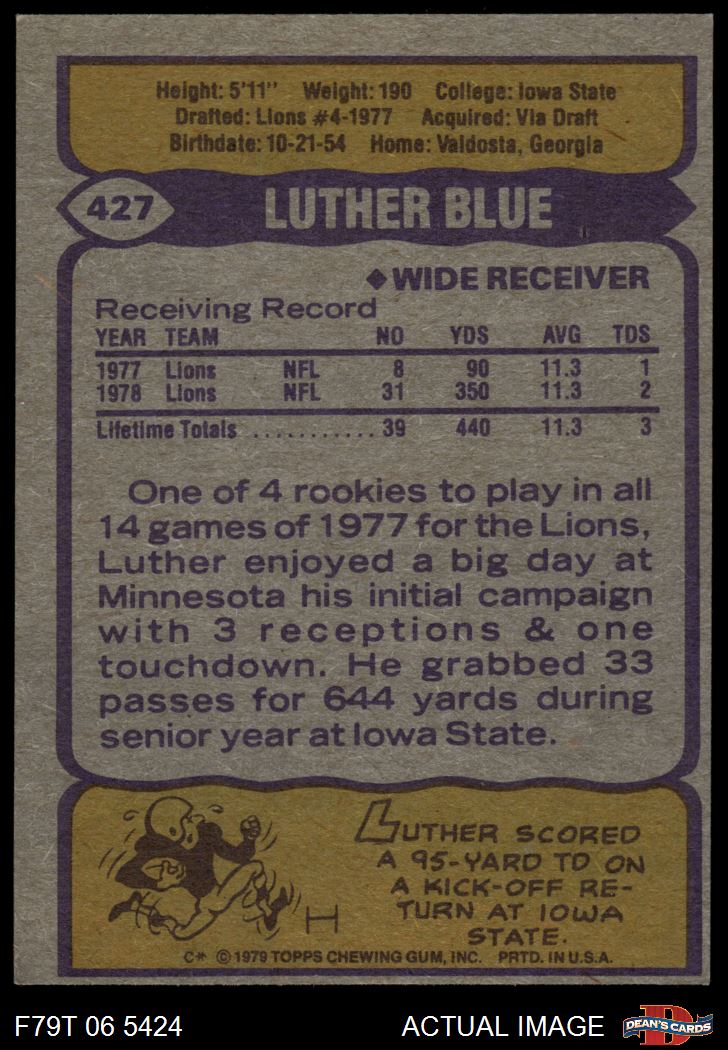 Height: 5'11" Weight: 190 College: Iowa State
Drafted: Lions #4-1977 Acquired: Via Draft
Birthdate: 10-21-54 Home: Valdosta, Georgia
427 LUTHER BLUE
◆WIDE RECEIVER
Receiving Record
YEAR TEAM NO YDS AVG TDS
1977 Lions NFL 8 90 11.3 1
1978 Lions NFL 31 350 11.3 2
Lifetime Totals ........... 39 440 11.3 3
One of 4 rookies to play in all
14 games of 1977 for the Lions,
Luther enjoyed a big day at
Minnesota his initial campaign
with 3 receptions & one
touchdown. He grabbed 33
passes for 644 yards during
senior year at Iowa State.
LUTHER SCORED
A 95-YARD TD ON
A KICK-OFF RE-
TURN AT IOWA
STATE.
C* © 1979 TOPPS CHEWING GUM, INC. PRTD. IN U.S.A.
F79T 06 5424 ACTUAL IMAGE D DEAN'S CARDS